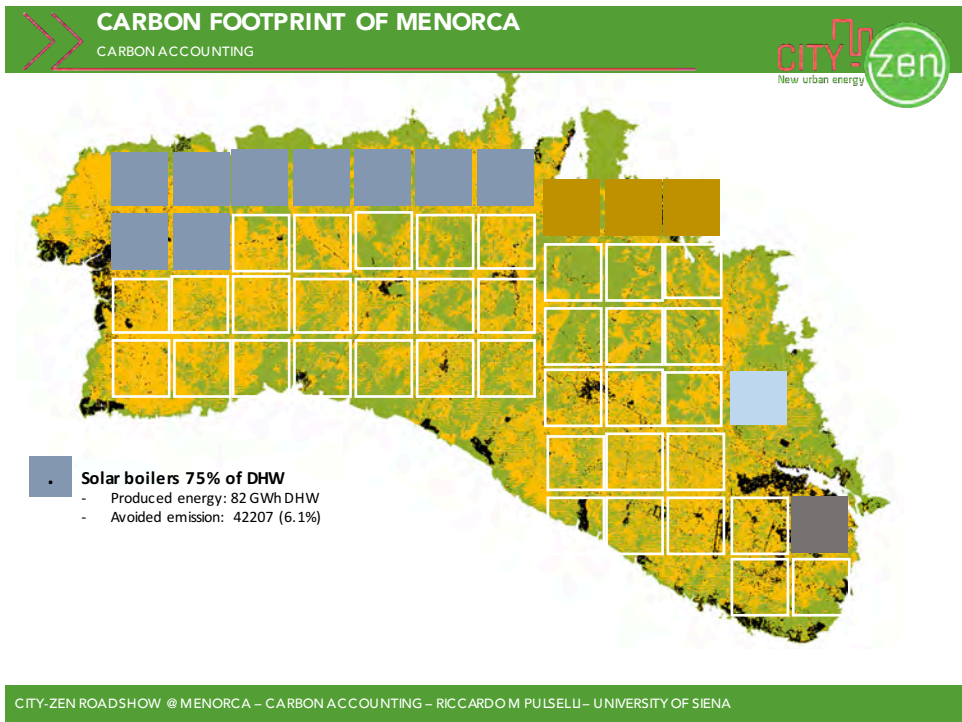 CARBON FOOTPRINT OF MENORCA
CARBON ACCOUNTING
CITY
zen
New urban energy
. Solar boilers 75% of DHW
- Produced energy: 82 GWh DHW
- Avoided emission: 42207 (6.1%)
CITY-ZEN ROADSHOW @ MENORCA – CARBON ACCOUNTING – RICCARDO M PULSELLI – UNIVERSITY OF SIENA